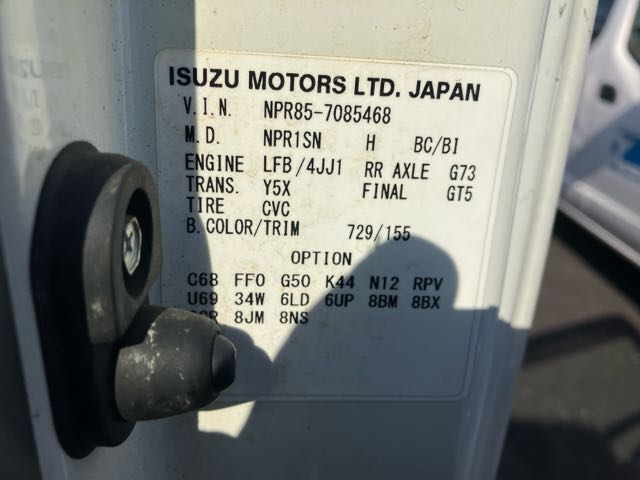 ISUZU MOTORS LTD. JAPAN
V.I.N. NPR85-7085468
M.D. NPR1SN H BC/BI
ENGINE LFB/4JJ1 RR AXLE G73
TRANS. Y5X FINAL GT5
TIRE CVC
B.COLOR/TRIM 729/155
OPTION
C68 FF0 G50 K44 N12 RPV
U69 34W 6LD 6UP 8BM 8BX
8JM 8NS